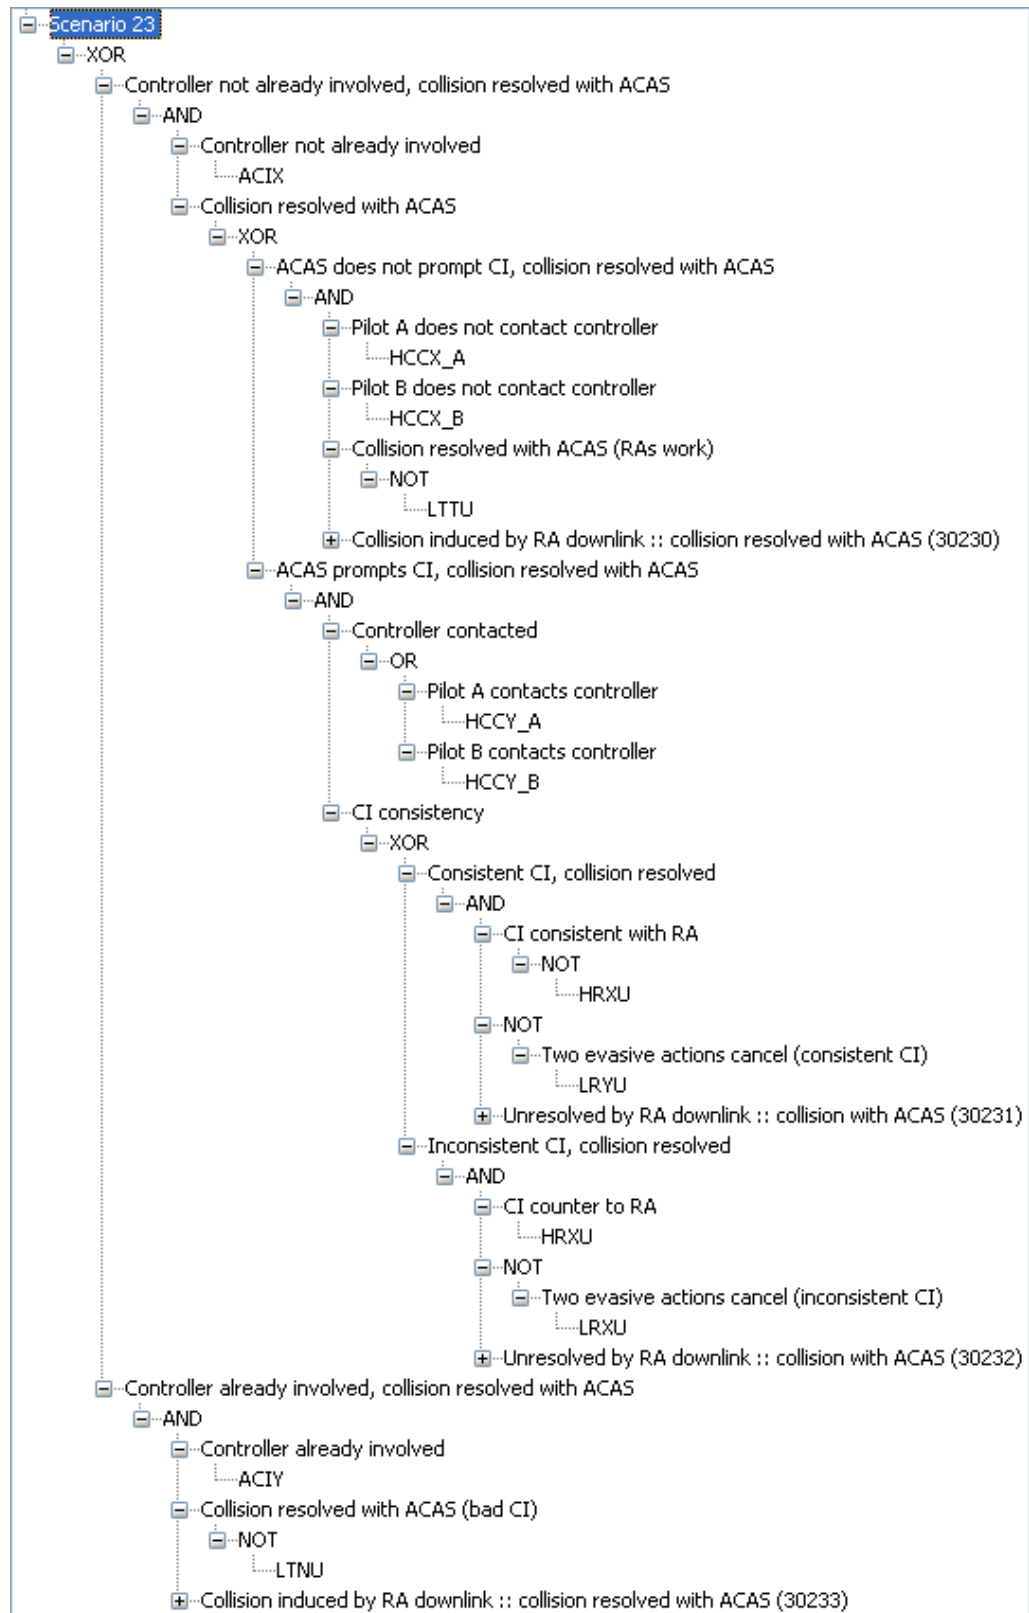 Scenario 23
XOR
Controller not already involved, collision resolved with ACAS
AND
Controller not already involved
ACIX
Collision resolved with ACAS
XOR
ACAS does not prompt CI, collision resolved with ACAS
AND
Pilot A does not contact controller
HCCX_A
Pilot B does not contact controller
HCCX_B
Collision resolved with ACAS (RAs work)
NOT
LTTU
Collision induced by RA downlink :: collision resolved with ACAS (30230)
ACAS prompts CI, collision resolved with ACAS
AND
Controller contacted
OR
Pilot A contacts controller
HCCY_A
Pilot B contacts controller
HCCY_B
CI consistency
XOR
Consistent CI, collision resolved
AND
CI consistent with RA
NOT
HRXU
NOT
Two evasive actions cancel (consistent CI)
LRYU
Unresolved by RA downlink :: collision with ACAS (30231)
Inconsistent CI, collision resolved
AND
CI counter to RA
HRXU
NOT
Two evasive actions cancel (inconsistent CI)
LRXU
Unresolved by RA downlink :: collision with ACAS (30232)
Controller already involved, collision resolved with ACAS
AND
Controller already involved
ACIY
Collision resolved with ACAS (bad CI)
NOT
LTNU
Collision induced by RA downlink :: collision resolved with ACAS (30233)